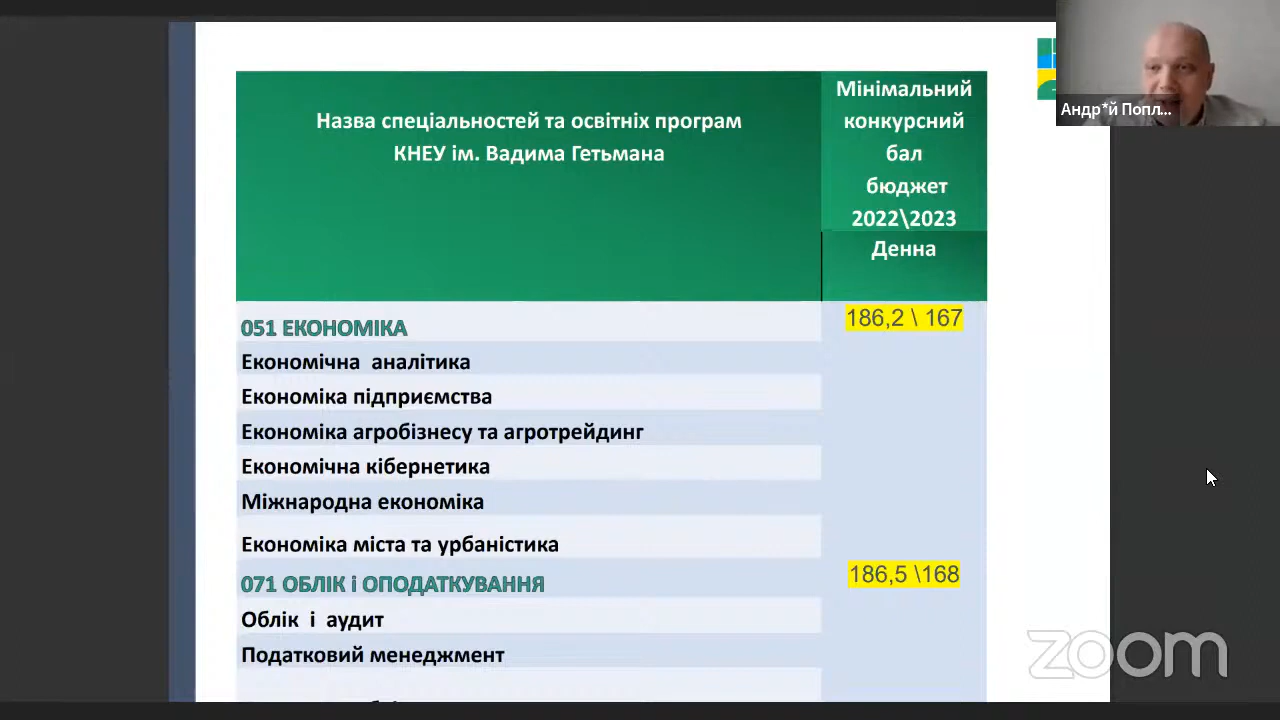 Назва спеціальностей та освітніх програм
КНЕУ ім. Вадима Гетьмана
Мінімальний
конкурсний
бал
бюджет
2022\2023
Денна
Андр*й Попл...
051 ЕКОНОМІКА
186,2 \ 167
Економічна аналітика
Економіка підприємства
Економіка агробізнесу та агротрейдинг
Економічна кібернетика
Міжнародна економіка
Економіка міста та урбаністика
071 ОБЛІК і ОПОДАТКУВАННЯ
186,5 \168
Облік і аудит
Податковий менеджмент
zoom